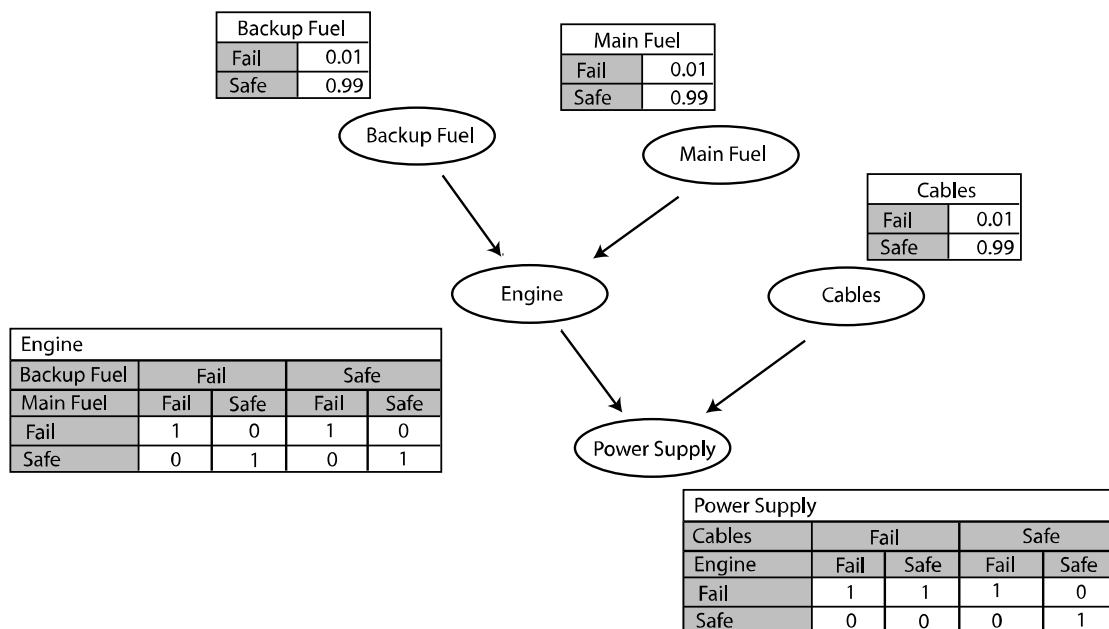 Backup Fuel
Fail 0.01
Safe 0.99
Main Fuel
Fail 0.01
Safe 0.99
Backup Fuel
Main Fuel
Cables
Fail 0.01
Safe 0.99
Engine
Cables
Engine
Backup Fuel Fail Safe
Main Fuel Fail Safe Fail Safe
Fail 1 0 1 0
Safe 0 1 0 1
Power Supply
Power Supply
Cables Fail Safe
Engine Fail Safe Fail Safe
Fail 1 1 1 0
Safe 0 0 0 1